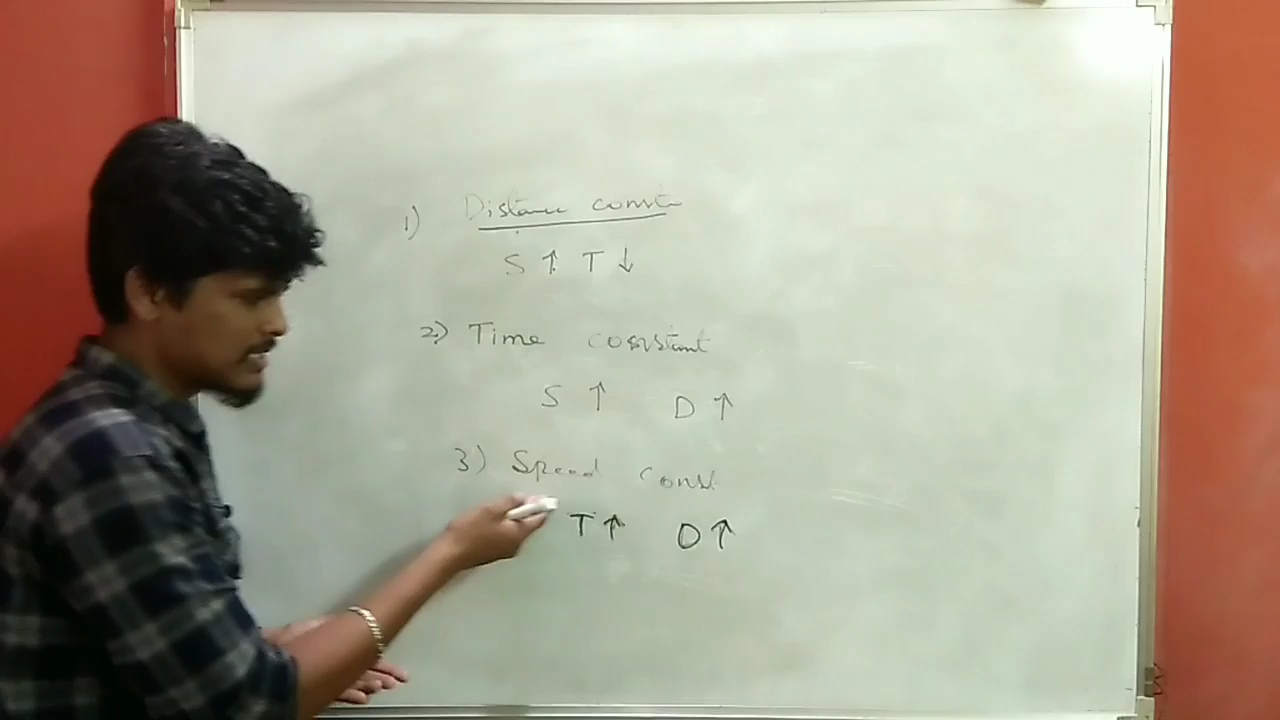 1) Distance const
S ↑ T ↓
2) Time constant
S ↑ D ↑
3) Speed const
T ↑ D ↑